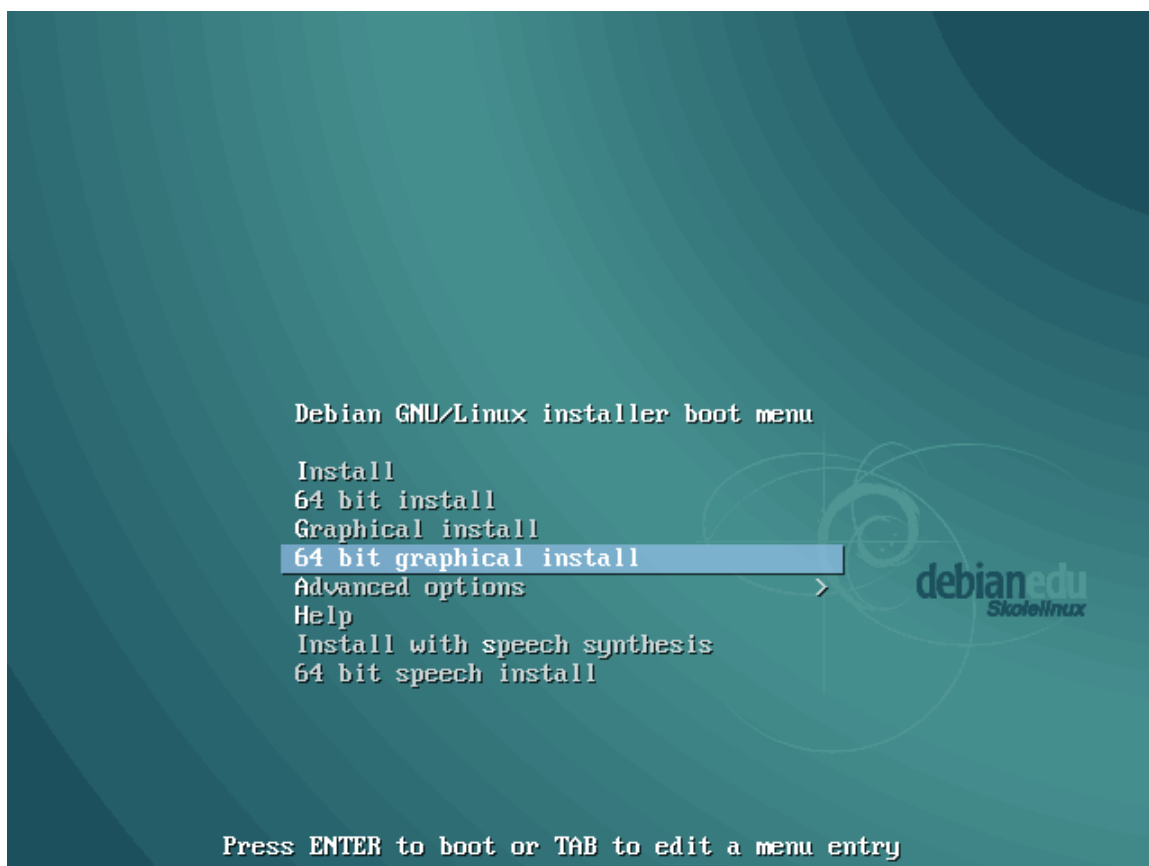 Debian GNU/Linux installer boot menu
Install
64 bit install
Graphical install
64 bit graphical install
Advanced options >
Help
Install with speech synthesis
64 bit speech install
debianedu
Skolelinux
Press ENTER to boot or TAB to edit a menu entry